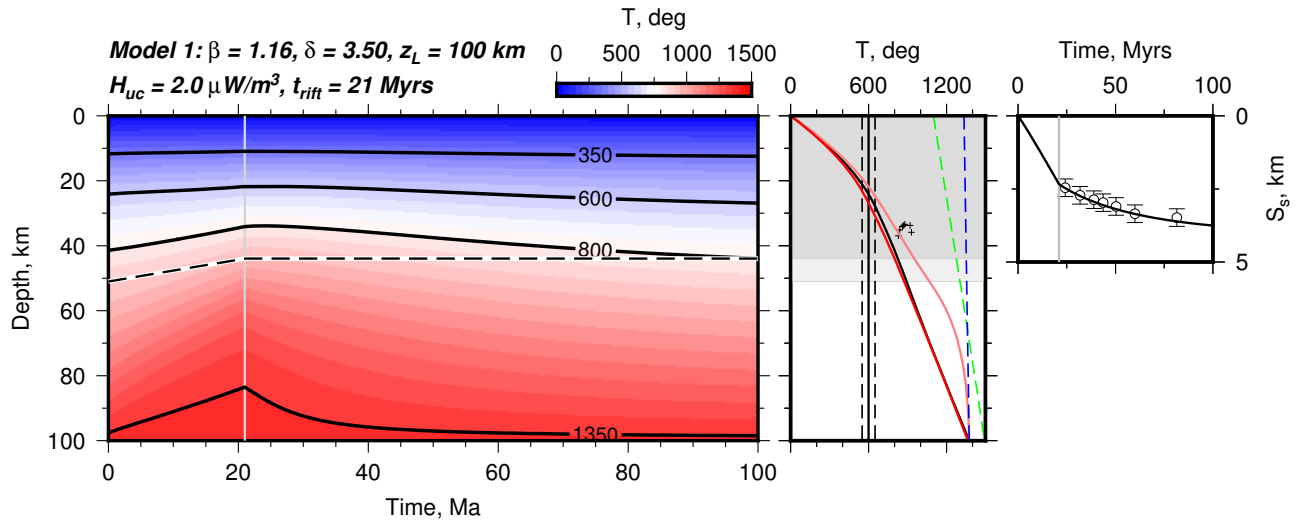 T, deg
Model 1: β = 1.16, δ = 3.50, z_L = 100 km
H_uc = 2.0 μW/m³, t_rift = 21 Myrs
0 500 1000 1500
T, deg
0 600 1200
Time, Myrs
0 50 100
0
20
40
60
80
100
Depth, km
350
600
800
1350
0 20 40 60 80 100
Time, Ma
0
5
S_s, km